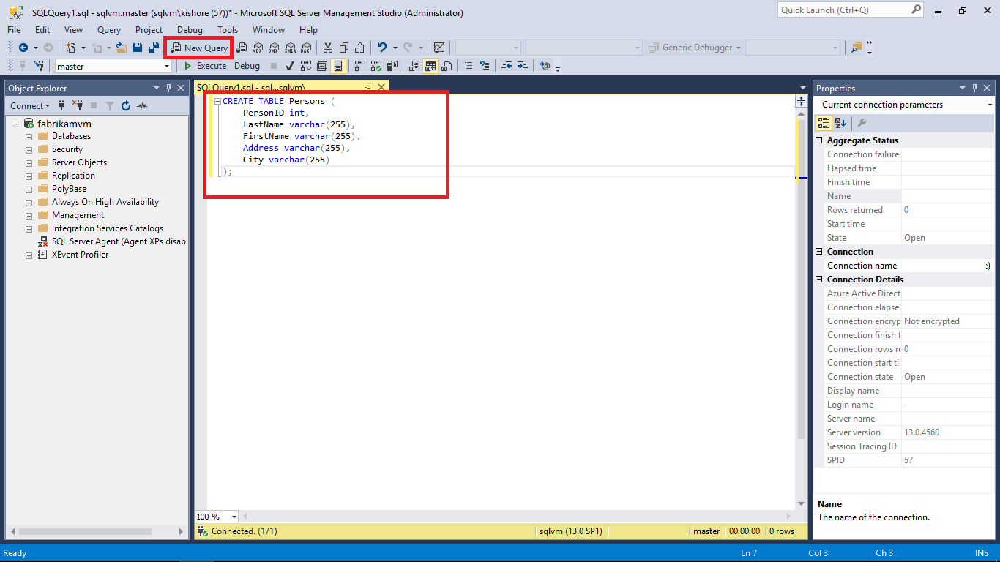 SQLQuery1.sql - sqlvm.master (sqlvm\kishore (57))* - Microsoft SQL Server Management Studio (Administrator)
Quick Launch (Ctrl+Q)
File Edit View Query Project Debug Tools Window Help
New Query
MDX DMX XMLA DAX
Generic Debugger
master
Execute Debug
Object Explorer
Connect
fabrikamvm
Databases
Security
Server Objects
Replication
PolyBase
Always On High Availability
Management
Integration Services Catalogs
SQL Server Agent (Agent XPs disabl
XEvent Profiler
SQLQuery1.sql - sql...sqlvm\
CREATE TABLE Persons (
PersonID int,
LastName varchar(255),
FirstName varchar(255),
Address varchar(255),
City varchar(255)
);
100 %
Connected. (1/1)
sqlvm (13.0 SP1)
master
00:00:00
0 rows
Properties
Current connection parameters
Aggregate Status
Connection failures
Elapsed time
Finish time
Name
Rows returned 0
Start time
State Open
Connection
Connection name )
Connection Details
Azure Active Direct
Connection elapsed
Connection encryp Not encrypted
Connection finish t
Connection rows re 0
Connection start tin
Connection state Open
Display name
Login name
Server name
Server version 13.0.4560
Session Tracing ID
SPID 57
Name
The name of the connection.
Ready
Ln 7
Col 3
Ch 3
INS